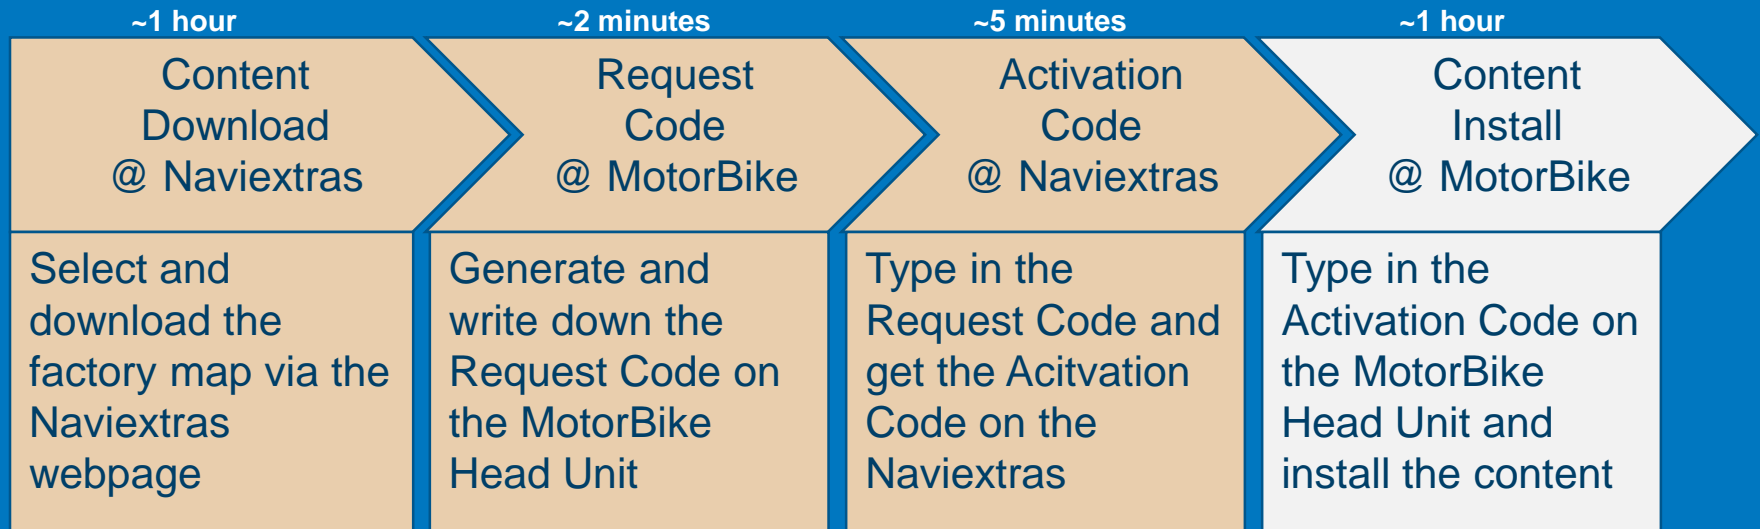 ~1 hour
Content
Download
@ Naviextras
Select and
download the
factory map via the
Naviextras
webpage
~2 minutes
Request
Code
@ MotorBike
Generate and
write down the
Request Code on
the MotorBike
Head Unit
~5 minutes
Activation
Code
@ Naviextras
Type in the
Request Code and
get the Acitvation
Code on the
Naviextras
~1 hour
Content
Install
@ MotorBike
Type in the
Activation Code on
the MotorBike
Head Unit and
install the content